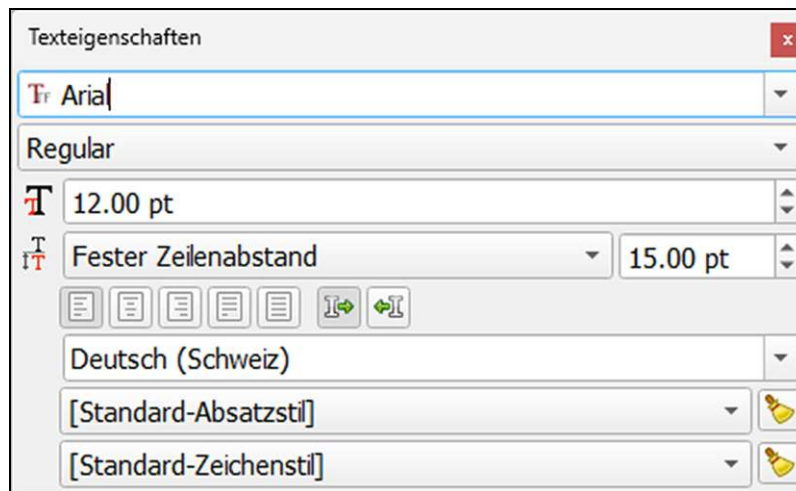 Texteigenschaften
Arial
Regular
12.00 pt
Fester Zeilenabstand 15.00 pt
Deutsch (Schweiz)
[Standard-Absatzstil]
[Standard-Zeichenstil]